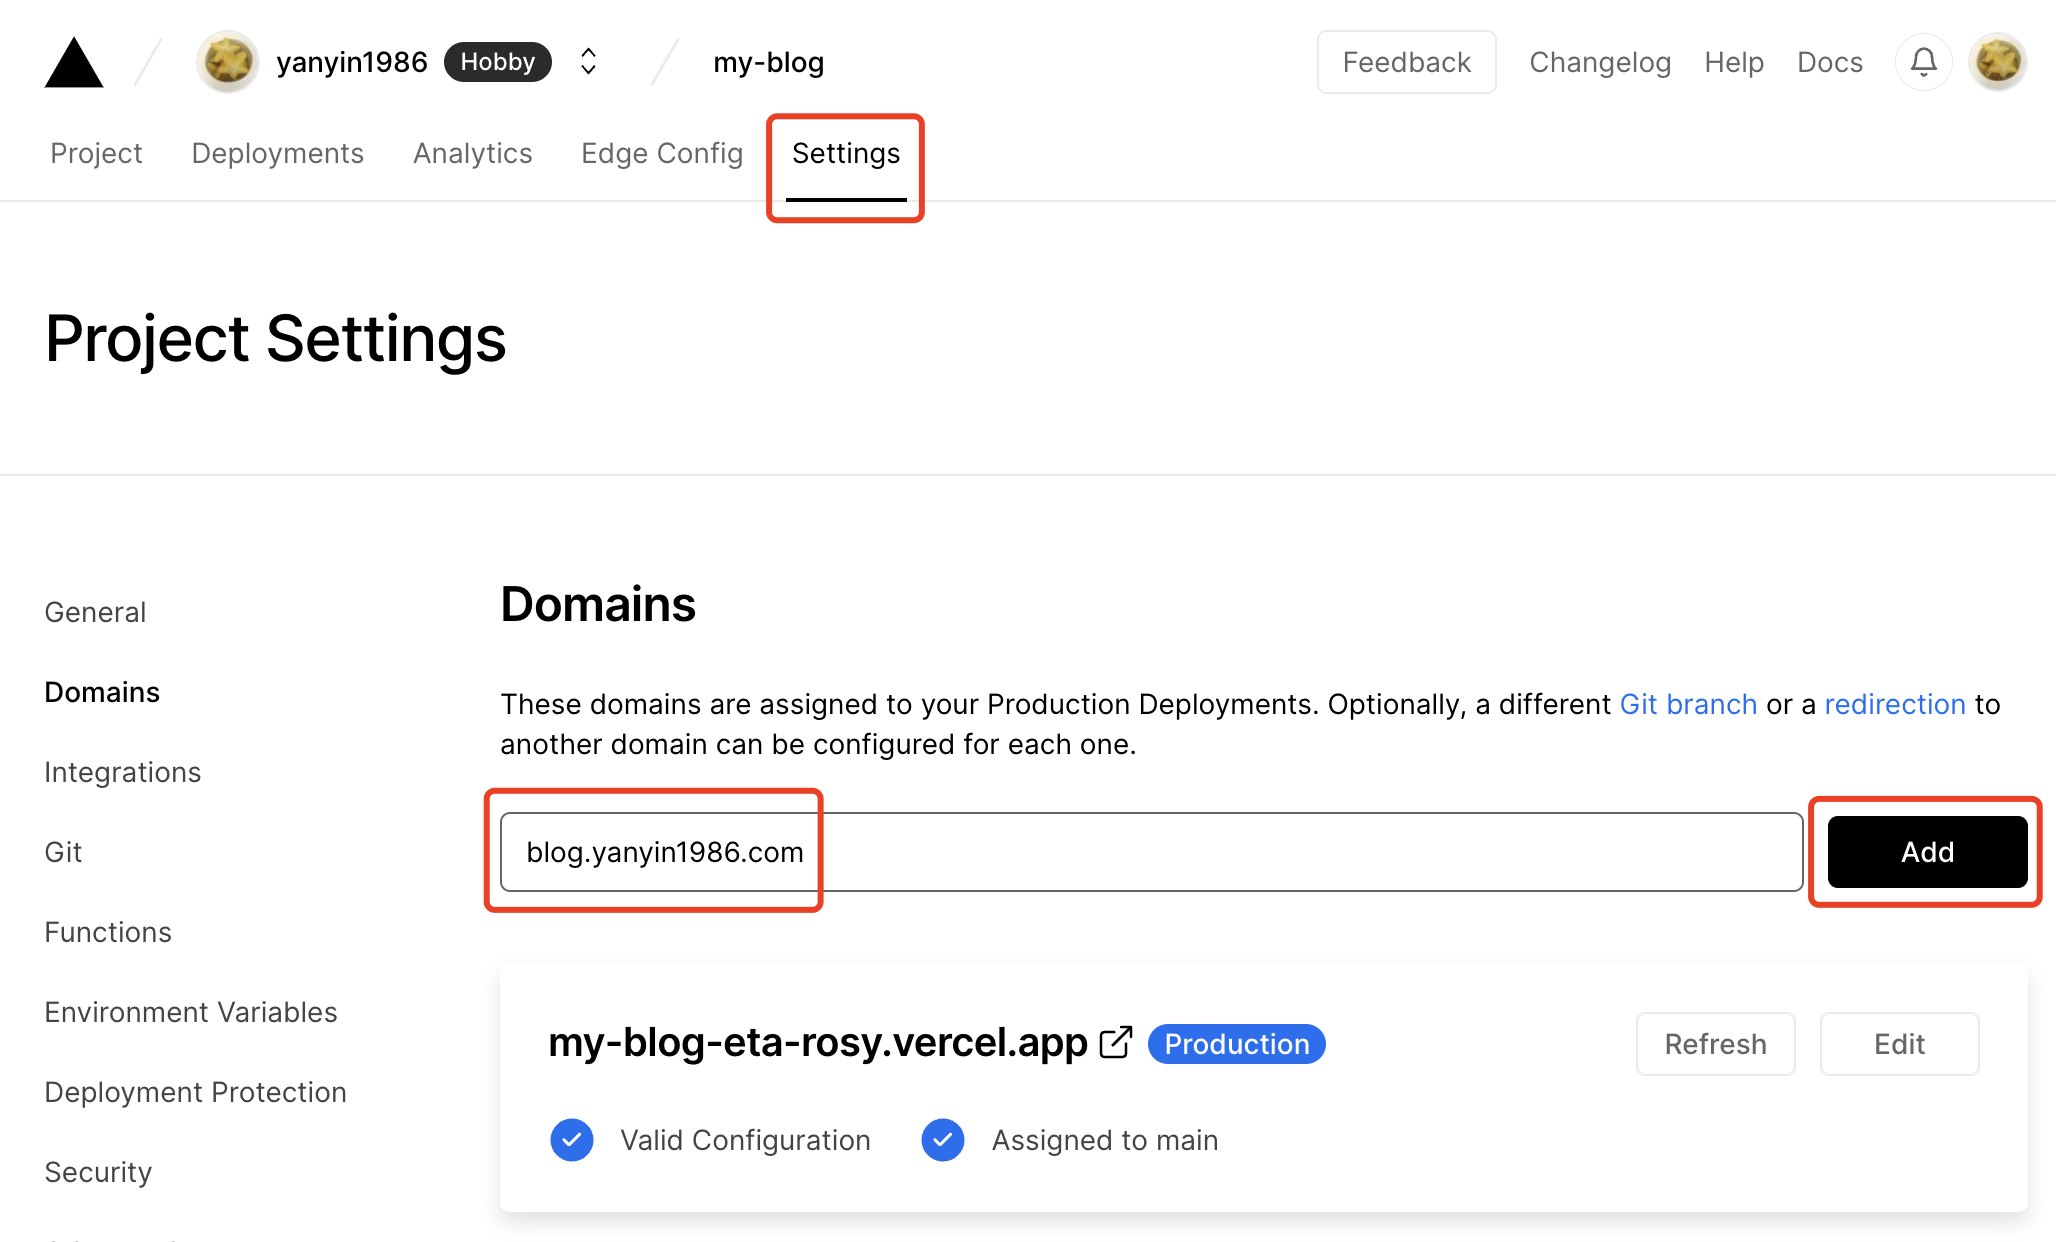 yanyin1986 Hobby my-blog Feedback Changelog Help Docs
Project Deployments Analytics Edge Config Settings
Project Settings
General
Domains
Integrations
Git
Functions
Environment Variables
Deployment Protection
Security
Domains
These domains are assigned to your Production Deployments. Optionally, a different Git branch or a redirection to
another domain can be configured for each one.
blog.yanyin1986.com Add
my-blog-eta-rosy.vercel.app Production Refresh Edit
Valid Configuration Assigned to main